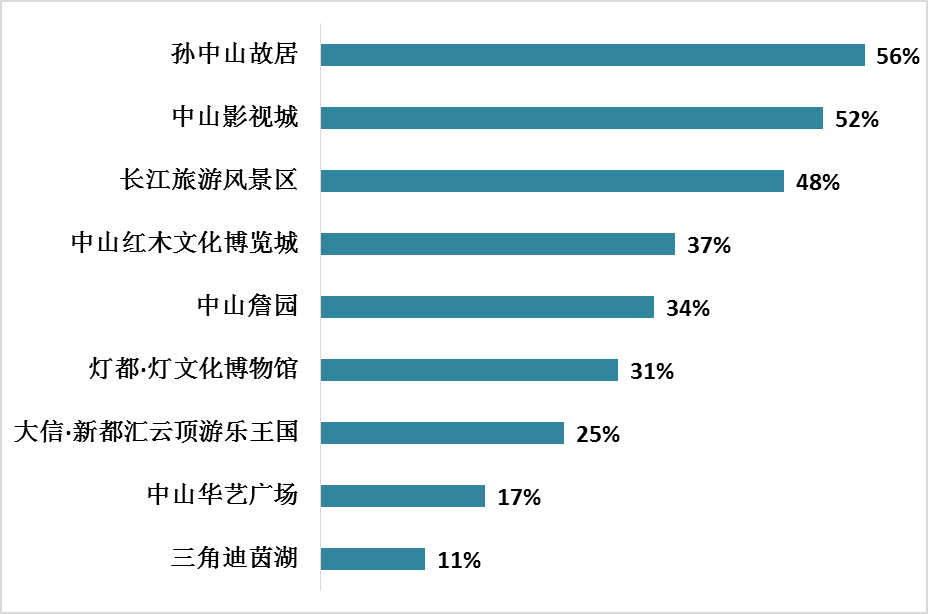 孙中山故居 56%
中山影视城 52%
长江旅游风景区 48%
中山红木文化博览城 37%
中山詹园 34%
灯都·灯文化博物馆 31%
大信·新都汇云顶游乐王国 25%
中山华艺广场 17%
三角迪茵湖 11%